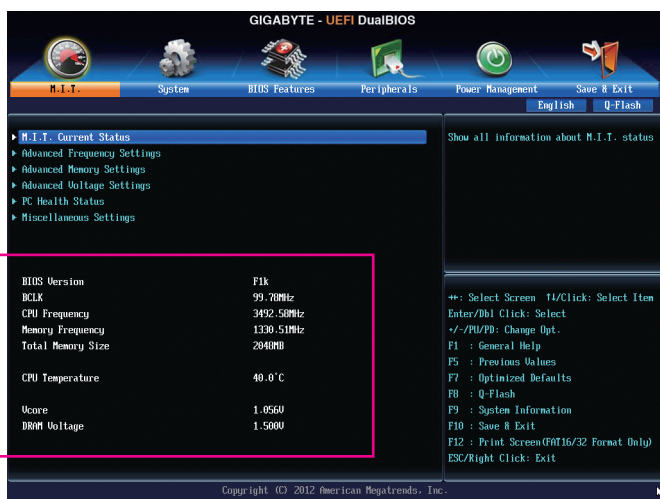 GIGABYTE - UEFI DualBIOS
M.I.T. System BIOS Features Peripherals Power Management Save & Exit
English Q-Flash
M.I.T. Current Status
Advanced Frequency Settings
Advanced Memory Settings
Advanced Voltage Settings
PC Health Status
Miscellaneous Settings
BIOS Version F1k
BCLK 99.78MHz
CPU Frequency 3492.58MHz
Memory Frequency 1330.51MHz
Total Memory Size 2048MB
CPU Temperature 40.0°C
Vcore 1.056V
DRAM Voltage 1.500V
Show all information about M.I.T. status
→←: Select Screen ↑↓/Click: Select Item
Enter/Dbl Click: Select
+/-/PU/PD: Change Opt.
F1 : General Help
F5 : Previous Values
F7 : Optimized Defaults
F8 : Q-Flash
F9 : System Information
F10 : Save & Exit
F12 : Print Screen(FAT16/32 Format Only)
ESC/Right Click: Exit
Copyright (C) 2012 American Megatrends, Inc.